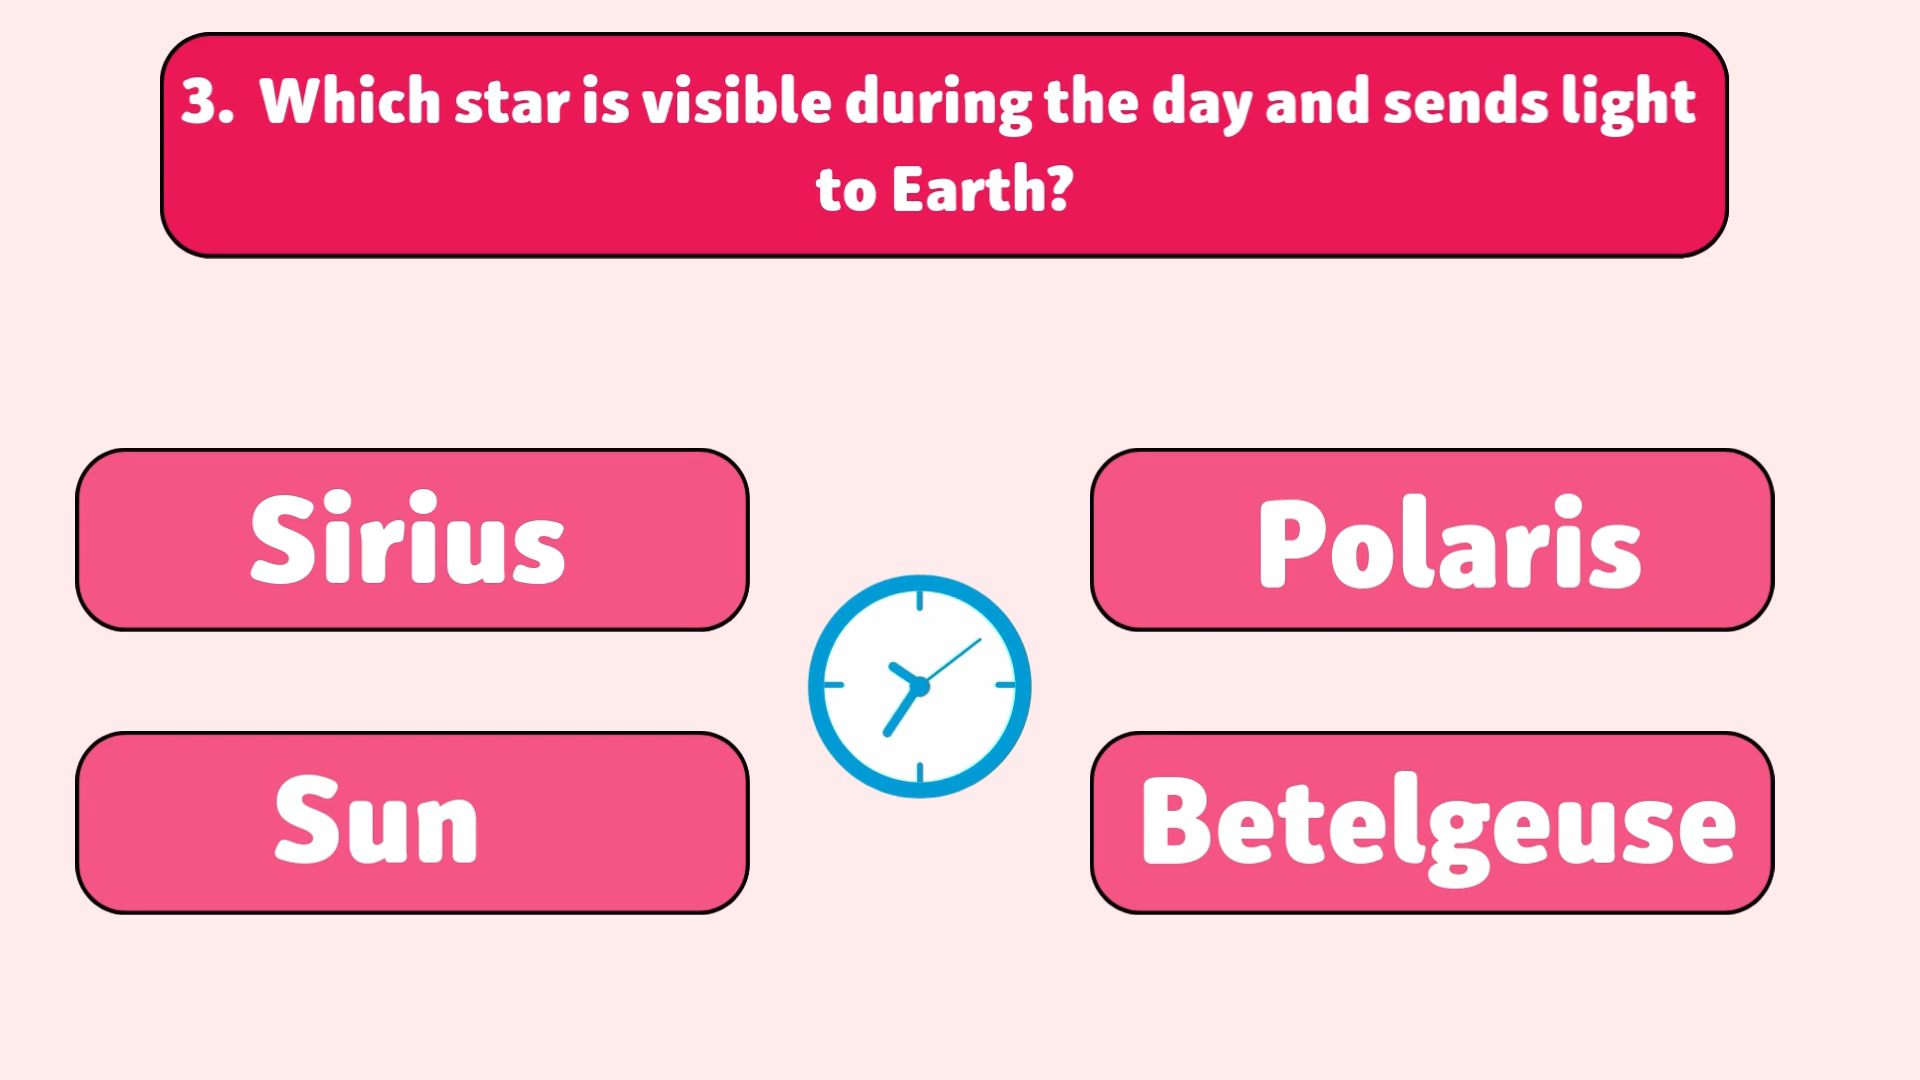 3. Which star is visible during the day and sends light
to Earth?
Sirius
Polaris
Sun
Betelgeuse